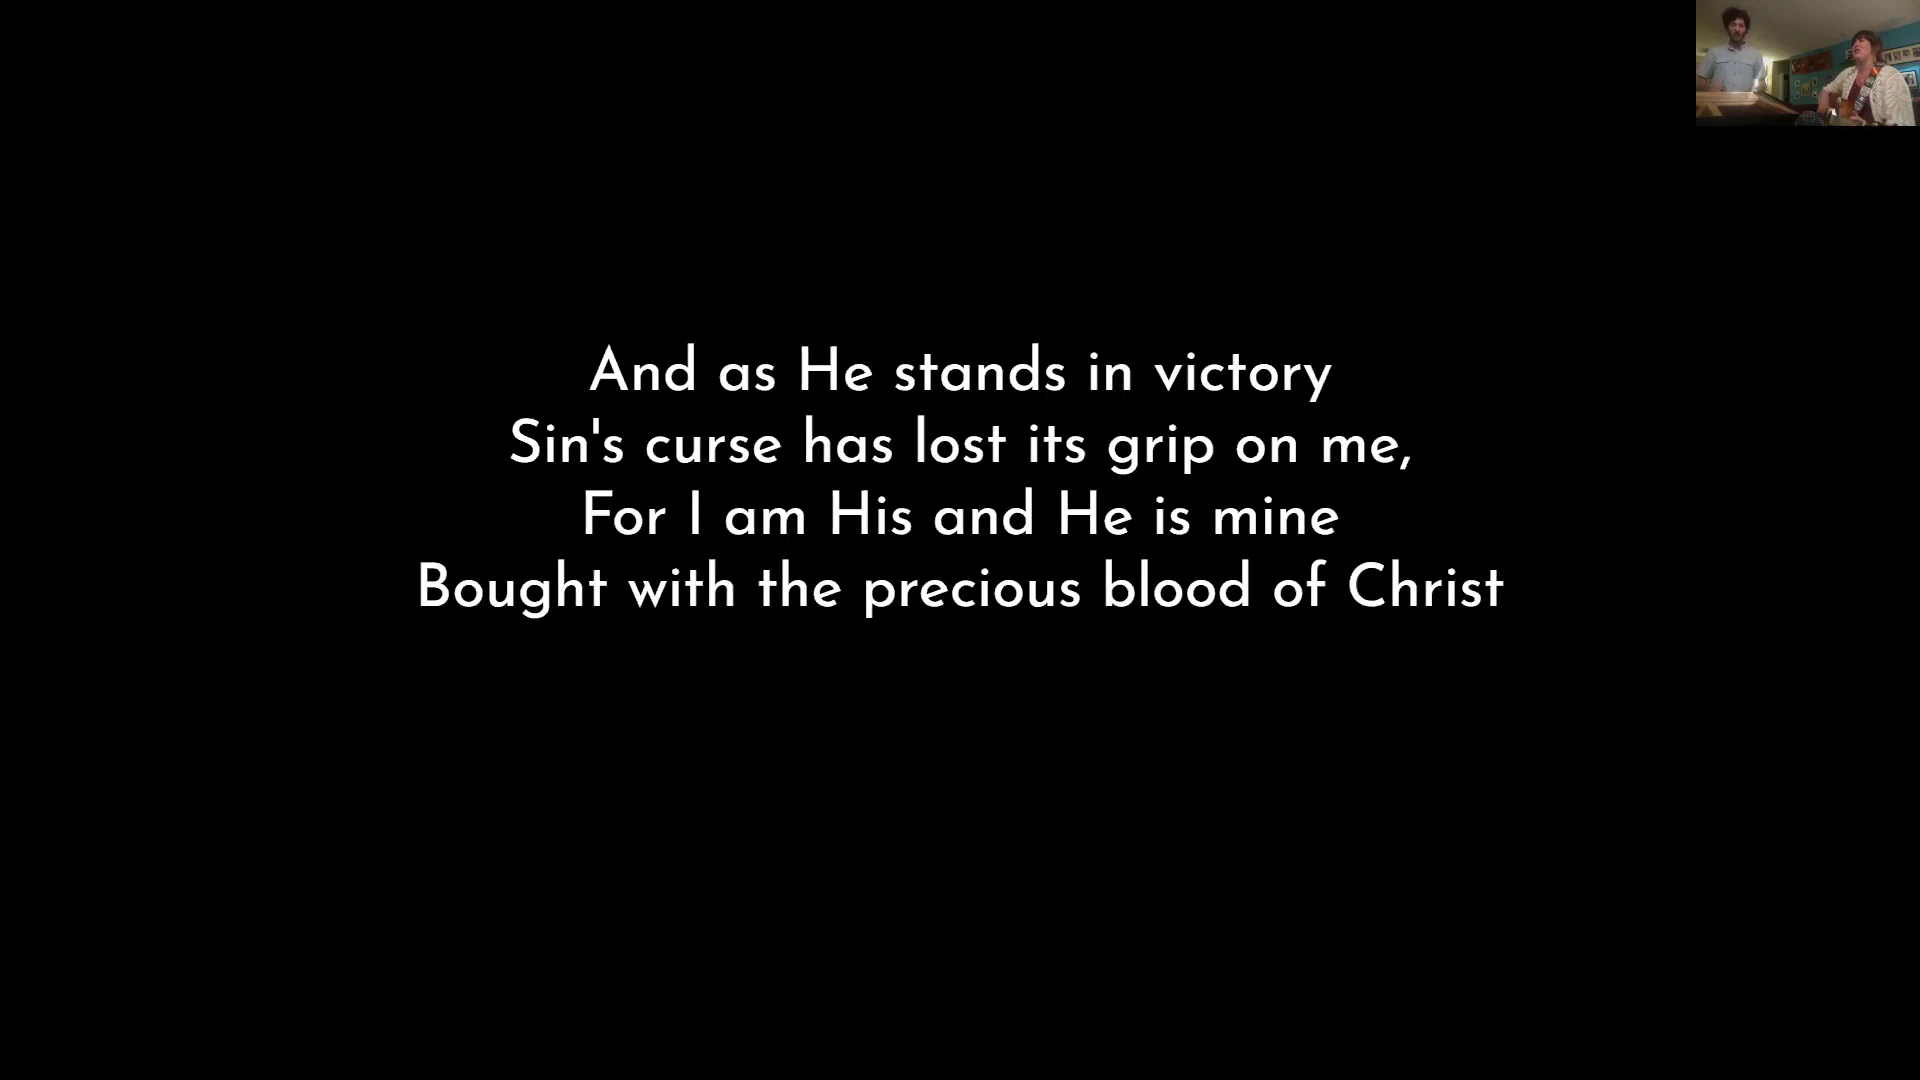 And as He stands in victory
Sin's curse has lost its grip on me,
For I am His and He is mine
Bought with the precious blood of Christ